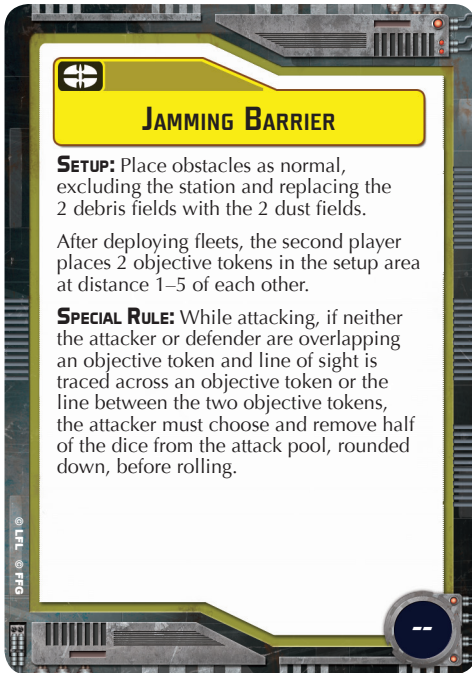 JAMMING BARRIER
SETUP: Place obstacles as normal,
excluding the station and replacing the
2 debris fields with the 2 dust fields.
After deploying fleets, the second player
places 2 objective tokens in the setup area
at distance 1–5 of each other.
SPECIAL RULE: While attacking, if neither
the attacker or defender are overlapping
an objective token and line of sight is
traced across an objective token or the
line between the two objective tokens,
the attacker must choose and remove half
of the dice from the attack pool, rounded
down, before rolling.
© LFL © FFG
--